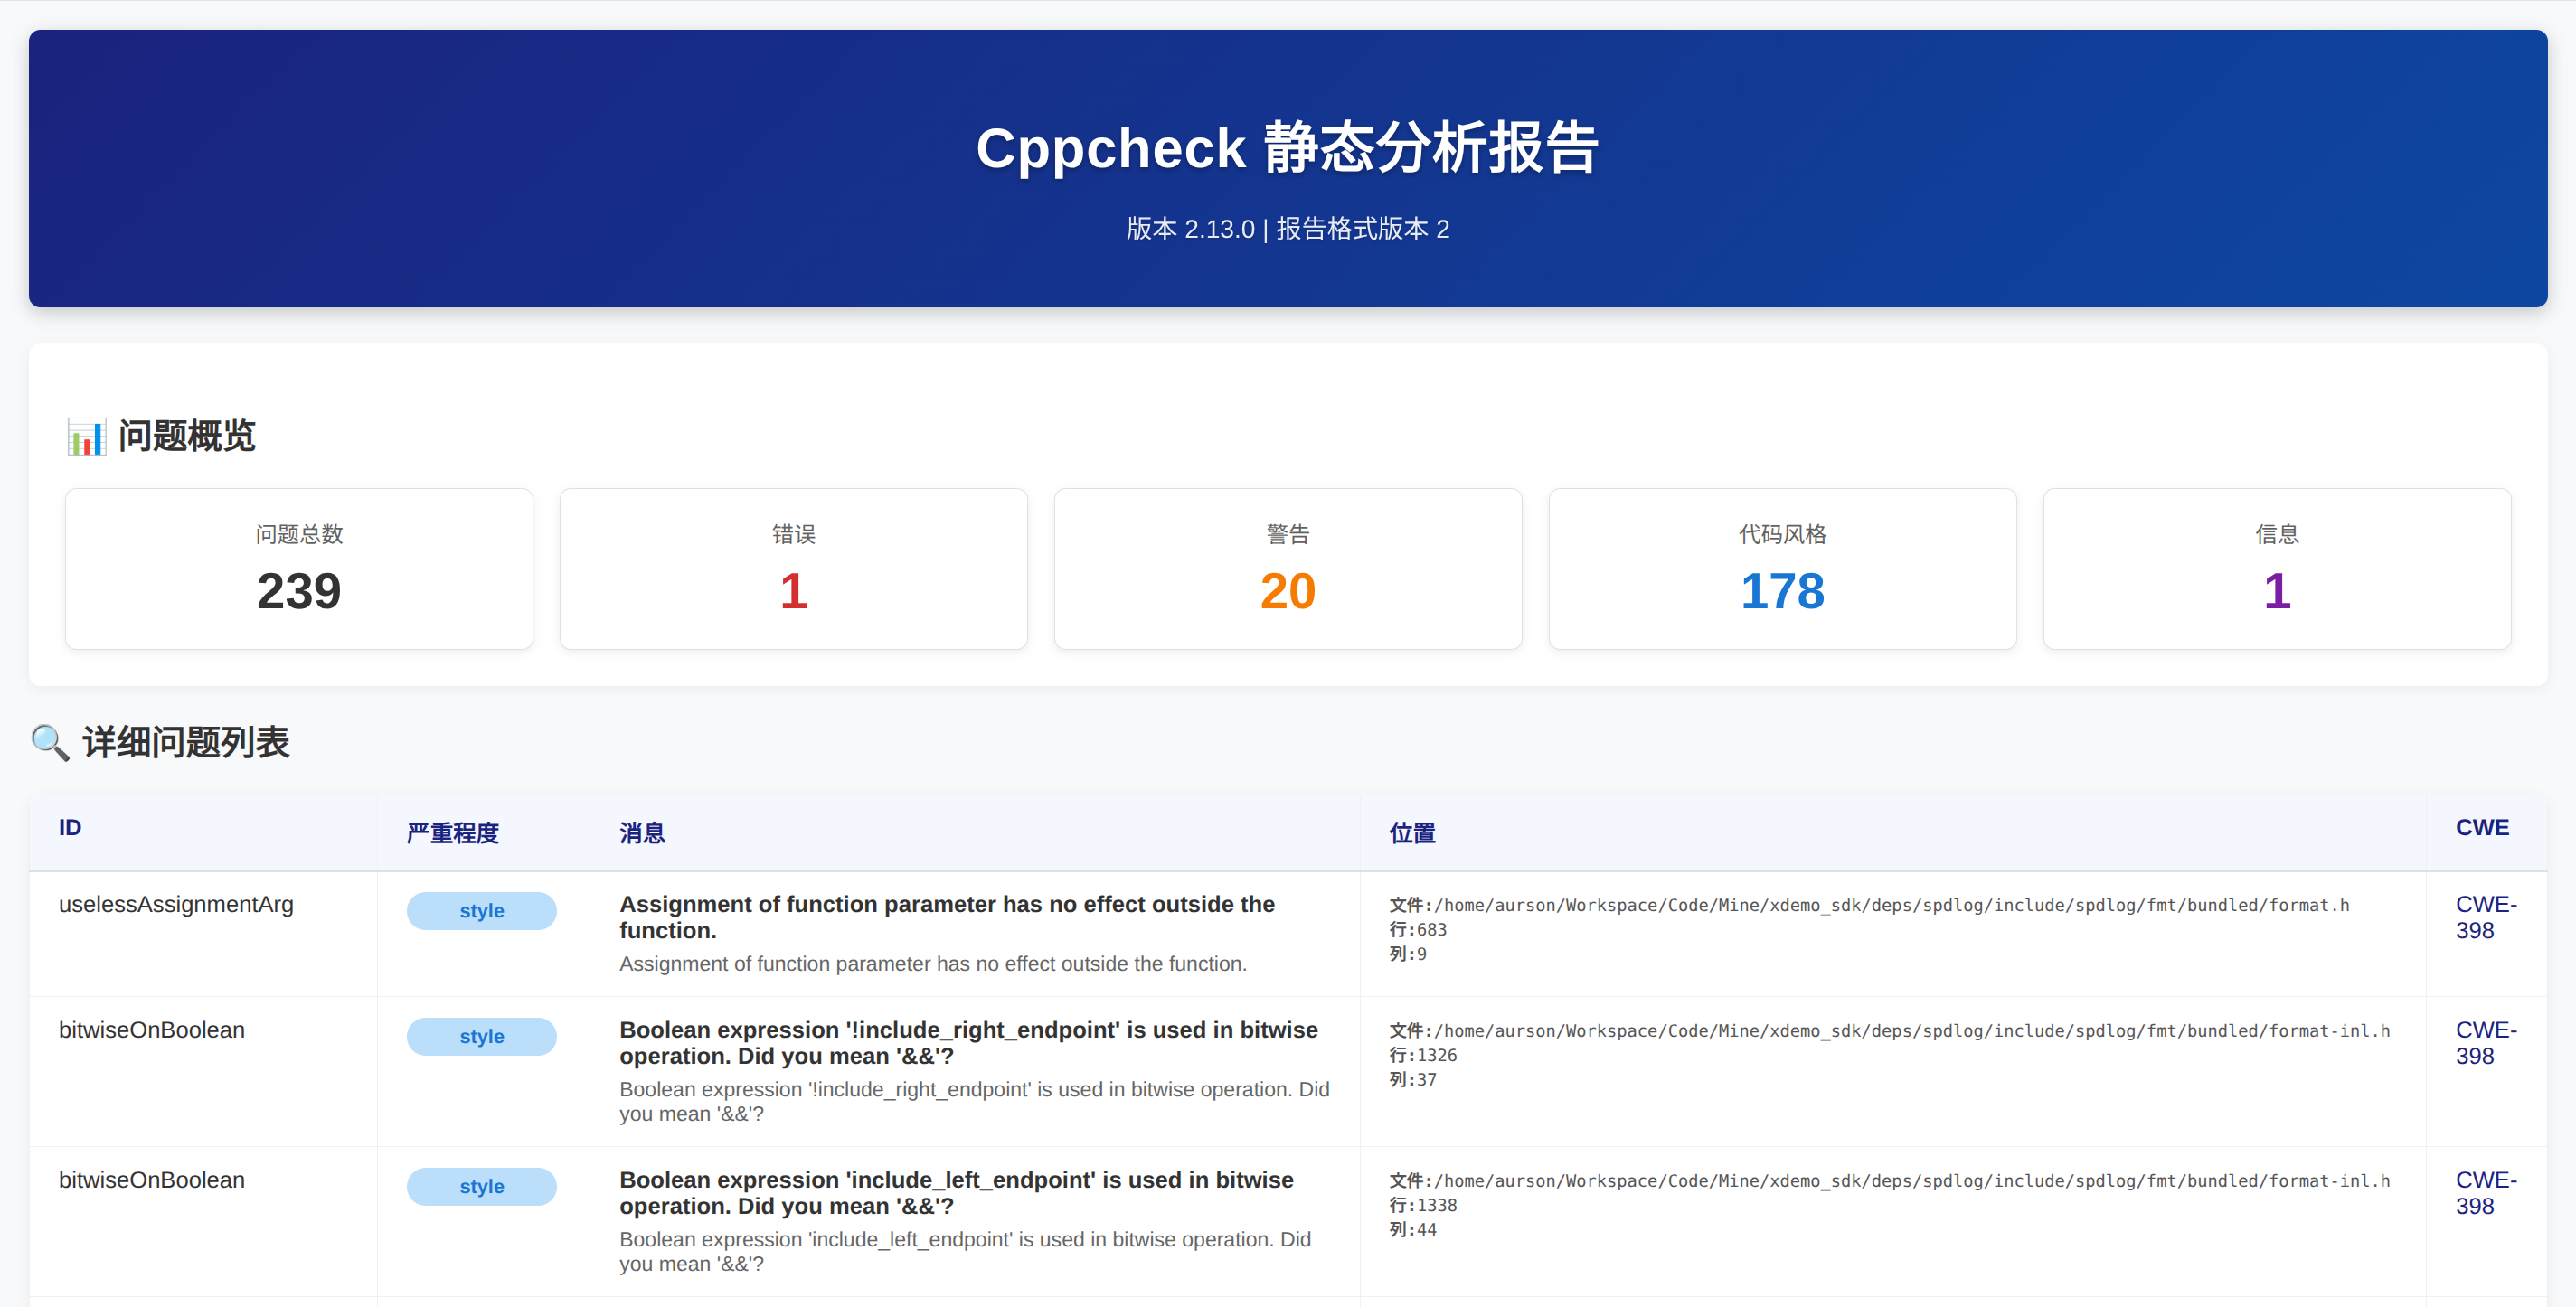 Cppcheck 静态分析报告
版本 2.13.0 | 报告格式版本 2
问题概览
问题总数
239
错误
1
警告
20
代码风格
178
信息
1
详细问题列表
ID 严重程度 消息 位置 CWE
uselessAssignmentArg
style
Assignment of function parameter has no effect outside the
function.
Assignment of function parameter has no effect outside the function.
文件:/home/aurson/Workspace/Code/Mine/xdemo_sdk/deps/spdlog/include/spdlog/fmt/bundled/format.h
行:683
列:9
CWE-
398
bitwiseOnBoolean
style
Boolean expression '!include_right_endpoint' is used in bitwise
operation. Did you mean '&&'?
Boolean expression '!include_right_endpoint' is used in bitwise operation. Did
you mean '&&'?
文件:/home/aurson/Workspace/Code/Mine/xdemo_sdk/deps/spdlog/include/spdlog/fmt/bundled/format-inl.h
行:1326
列:37
CWE-
398
bitwiseOnBoolean
style
Boolean expression 'include_left_endpoint' is used in bitwise
operation. Did you mean '&&'?
Boolean expression 'include_left_endpoint' is used in bitwise operation. Did
you mean '&&'?
文件:/home/aurson/Workspace/Code/Mine/xdemo_sdk/deps/spdlog/include/spdlog/fmt/bundled/format-inl.h
行:1338
列:44
CWE-
398